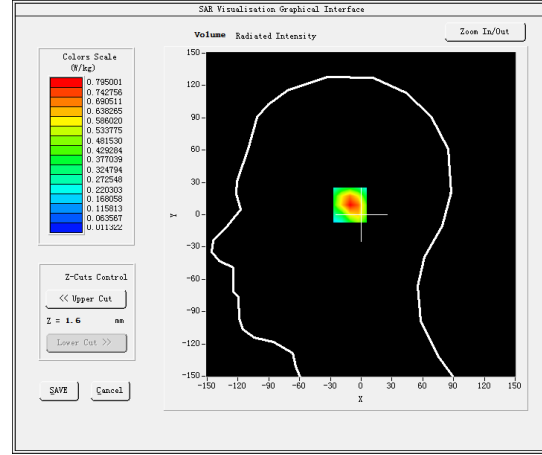 SAR Visualisation Graphical Interface
Volume Radiated Intensity
Zoom In/Out
Colors Scale
(W/kg)
0.795001
0.742756
0.690511
0.638265
0.586020
0.533775
0.481530
0.429284
0.377039
0.324794
0.272548
0.220303
0.168058
0.115813
0.063567
0.011322
Z-Cuts Control
<< Upper Cut
Z = 1.6 mm
Lower Cut >>
SAVE Cancel
150
120
90
60
30
0
-30
-60
-90
-120
-150
Y
-150 -120 -90 -60 -30 0 30 60 90 120 150
X